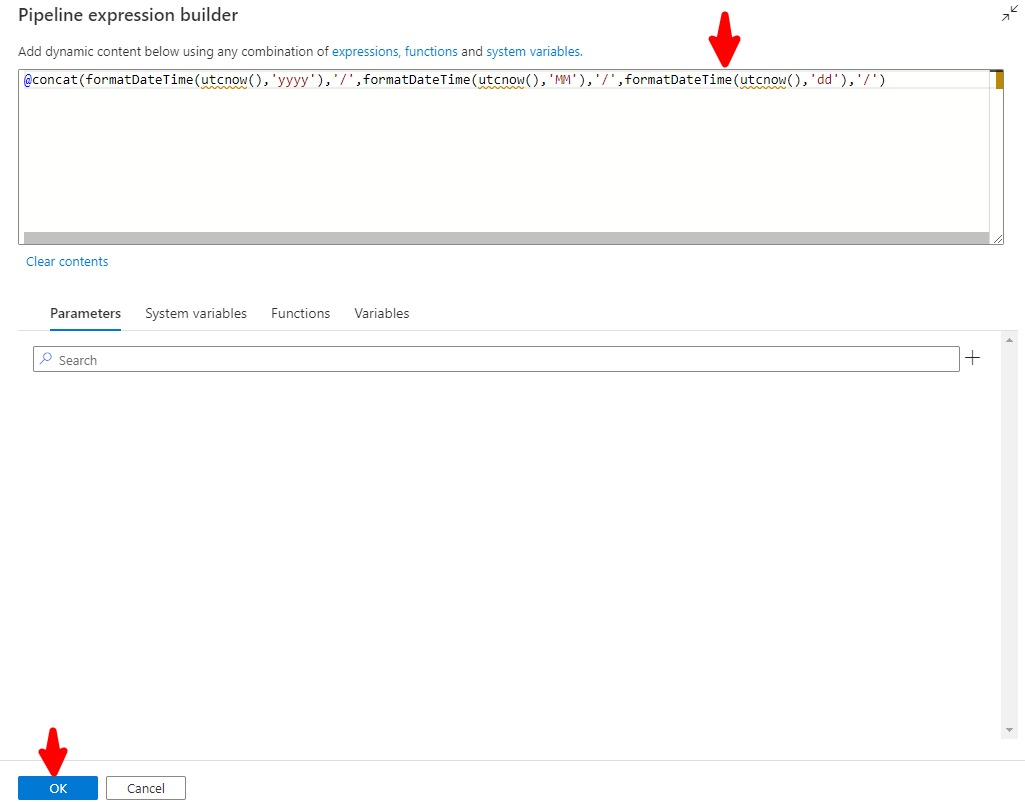 Pipeline expression builder
Add dynamic content below using any combination of expressions, functions and system variables.
@concat(formatDateTime(utcnow(),'yyyy'),'/',formatDateTime(utcnow(),'MM'),'/',formatDateTime(utcnow(),'dd'),'/')
Clear contents
Parameters System variables Functions Variables
Search
OK Cancel